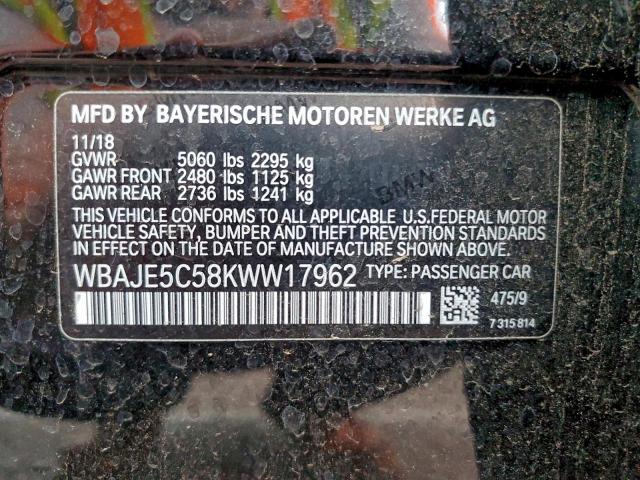 MFD BY BAYERISCHE MOTOREN WERKE AG
11/18
GVWR 5060 lbs 2295 kg
GAWR FRONT 2480 lbs 1125 kg
GAWR REAR 2736 lbs 1241 kg
BMW
THIS VEHICLE CONFORMS TO ALL APPLICABLE U.S.FEDERAL MOTOR
VEHICLE SAFETY, BUMPER AND THEFT PREVENTION STANDARDS
IN EFFECT ON THE DATE OF MANUFACTURE SHOWN ABOVE.
WBAJE5C58KWW17962 TYPE: PASSENGER CAR
475/9
7 315 814